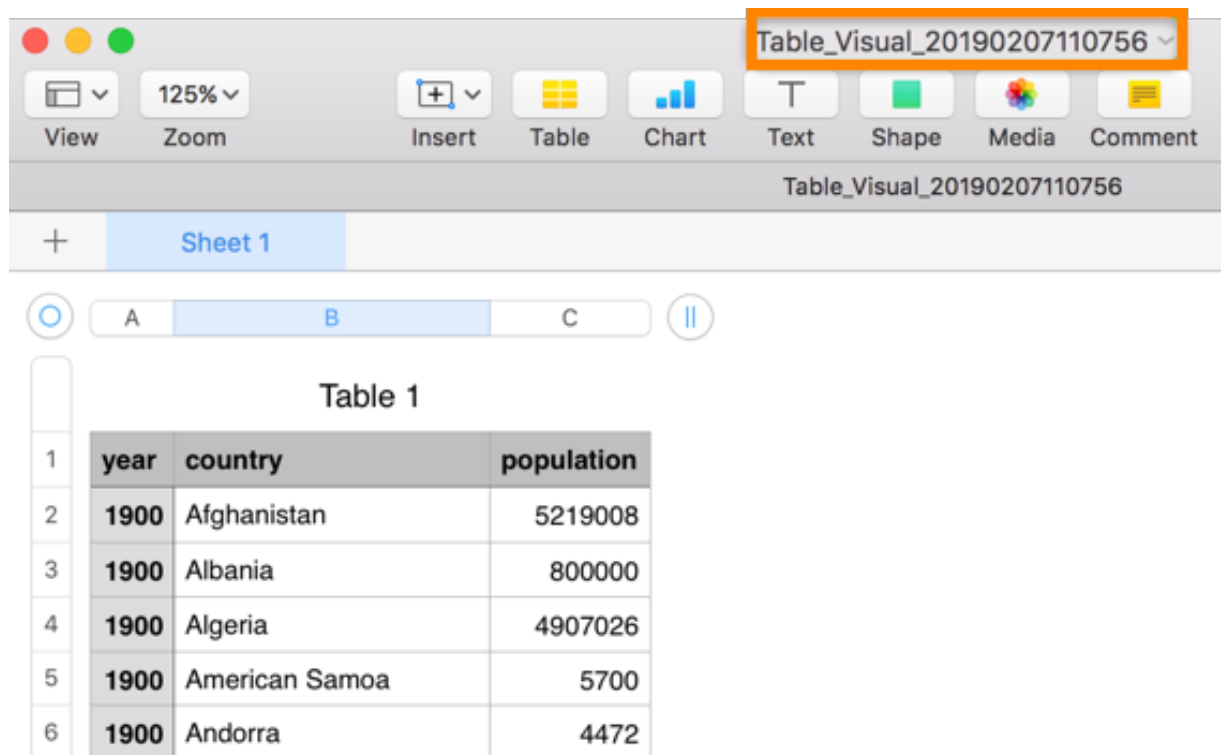 Table_Visual_20190207110756
125%
View Zoom Insert Table Chart Text Shape Media Comment
Table_Visual_20190207110756
Sheet 1
A B C
Table 1
1 year country population
2 1900 Afghanistan 5219008
3 1900 Albania 800000
4 1900 Algeria 4907026
5 1900 American Samoa 5700
6 1900 Andorra 4472